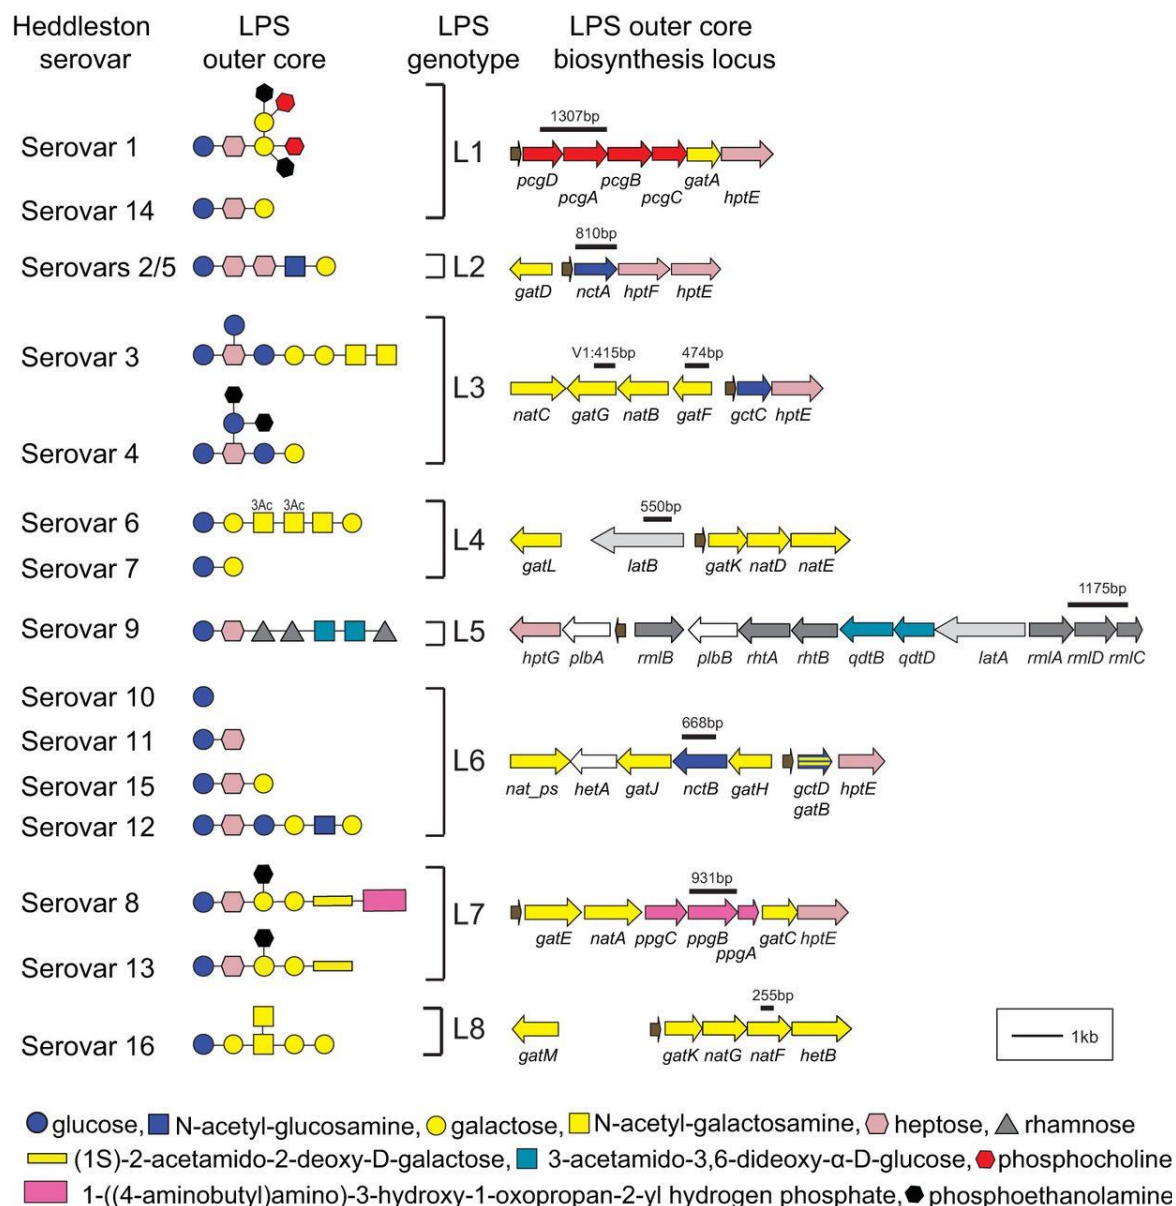 Heddleston serovar
LPS outer core
LPS genotype
LPS outer core biosynthesis locus
Serovar 1
L1
1307bp
pcgD pcgA pcgB pcgC gatA hptE
Serovar 14
Serovars 2/5
L2
810bp
gatD nctA hptF hptE
Serovar 3
L3
V1:415bp 474bp
natC gatG natB gatF gctC hptE
Serovar 4
Serovar 6
3Ac 3Ac
L4
550bp
gatL latB gatK natD natE
Serovar 7
Serovar 9
L5
1175bp
hptG plbA rmlB plbB rhtA rhtB qdtB qdtD latA rmlA rmlD rmlC
Serovar 10
Serovar 11
L6
668bp
nat_ps hetA gatJ nctB gatH gctD gatB hptE
Serovar 15
Serovar 12
Serovar 8
L7
931bp
gatE natA ppgC ppgB ppgA gatC hptE
Serovar 13
Serovar 16
L8
255bp
gatM gatK natG natF hetB
1kb
glucose, N-acetyl-glucosamine, galactose, N-acetyl-galactosamine, heptose, rhamnose
(1S)-2-acetamido-2-deoxy-D-galactose, 3-acetamido-3,6-dideoxy-α-D-glucose, phosphocholine
1-((4-aminobutyl)amino)-3-hydroxy-1-oxopropan-2-yl hydrogen phosphate, phosphoethanolamine